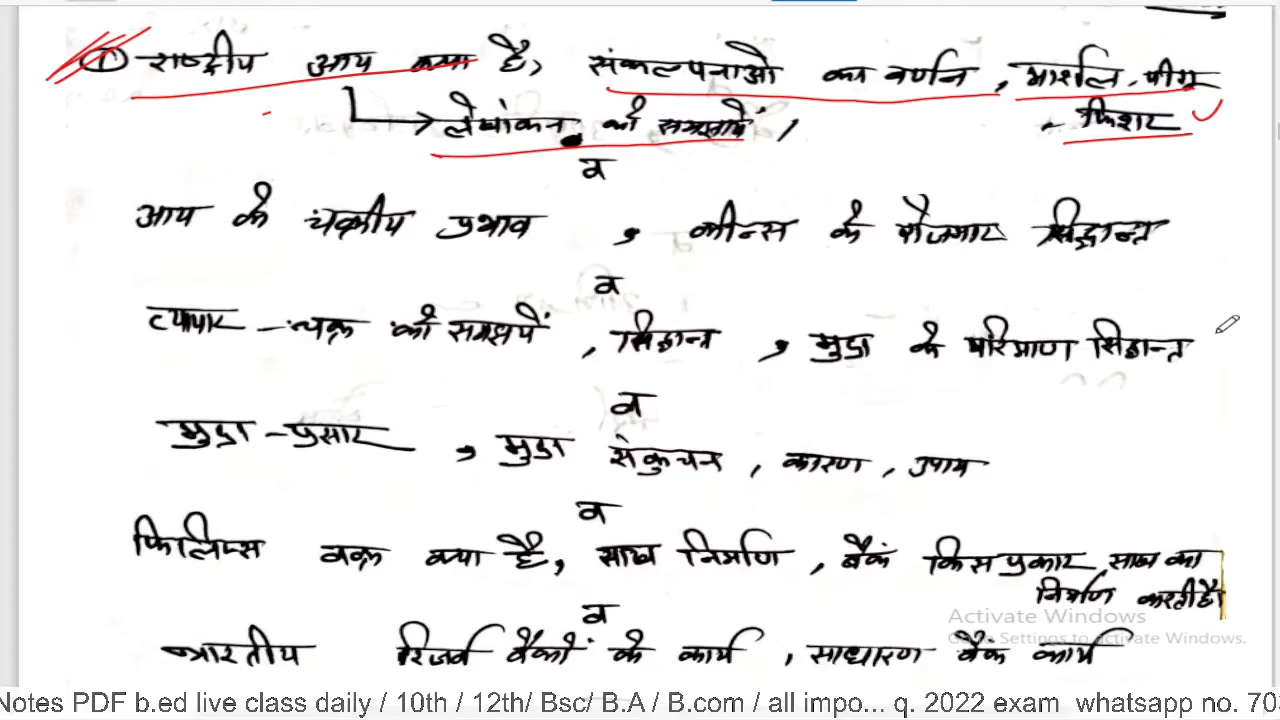 ① राष्ट्रीय आय क्या है, संकल्पनाओं का वर्णन, मार्शल - पीगू
- फिशर
लेखांकन की समस्यायें,
व
आय के चक्रीय प्रभाव , कीन्स के रोजगार सिद्धान्त
व
व्यापार - चक्र की समस्यें , सिद्धान्त , मुद्रा के परिमाण सिद्धान्त
व
मुद्रा - प्रसार , मुद्रा संकुचन , कारण , उपाय
व
फिलिप्स वक्र क्या है, साख निर्माण , बैंक किस प्रकार साख का
निर्माण करती है।
व
भारतीय रिजर्व बैंकों के कार्य , साधारण बैंक कार्य
Activate Windows
Go to Settings to activate Windows.
Notes PDF b.ed live class daily / 10th / 12th/ Bsc/ B.A / B.com / all impo... q. 2022 exam whatsapp no. 70